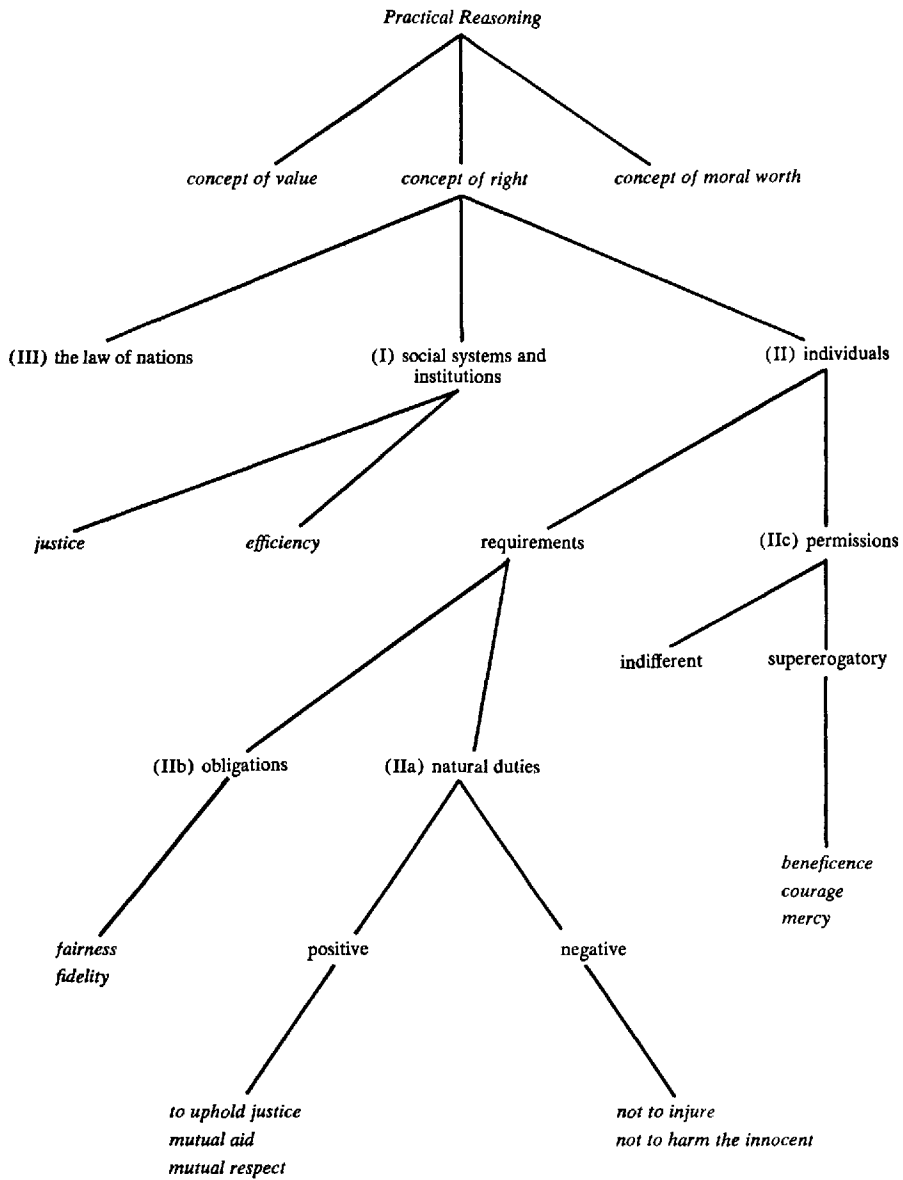 Practical Reasoning
concept of value
concept of right
concept of moral worth
(III) the law of nations
(I) social systems and
institutions
(II) individuals
justice
efficiency
requirements
(IIc) permissions
indifferent
supererogatory
(IIb) obligations
(IIa) natural duties
beneficence
courage
mercy
fairness
fidelity
positive
negative
to uphold justice
mutual aid
mutual respect
not to injure
not to harm the innocent